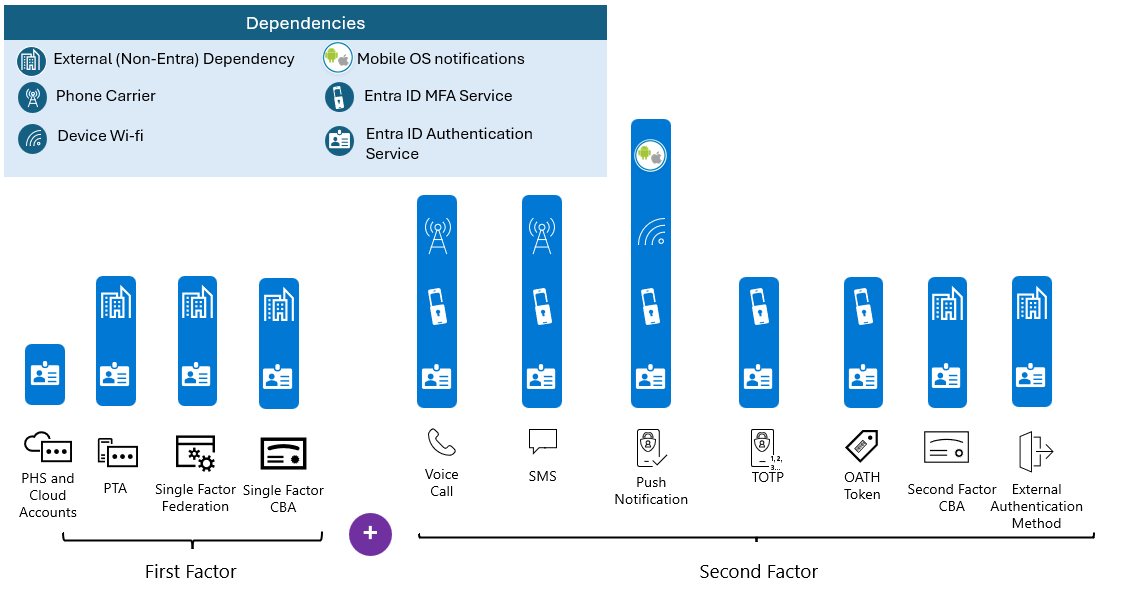 Dependencies
External (Non-Entra) Dependency
Mobile OS notifications
Phone Carrier
Entra ID MFA Service
Device Wi-fi
Entra ID Authentication
Service
PHS and
Cloud
Accounts
PTA
Single Factor
Federation
Single Factor
CBA
Voice
Call
SMS
Push
Notification
1, 2,
3...
TOTP
OATH
Token
Second Factor
CBA
External
Authentication
Method
+
First Factor
Second Factor